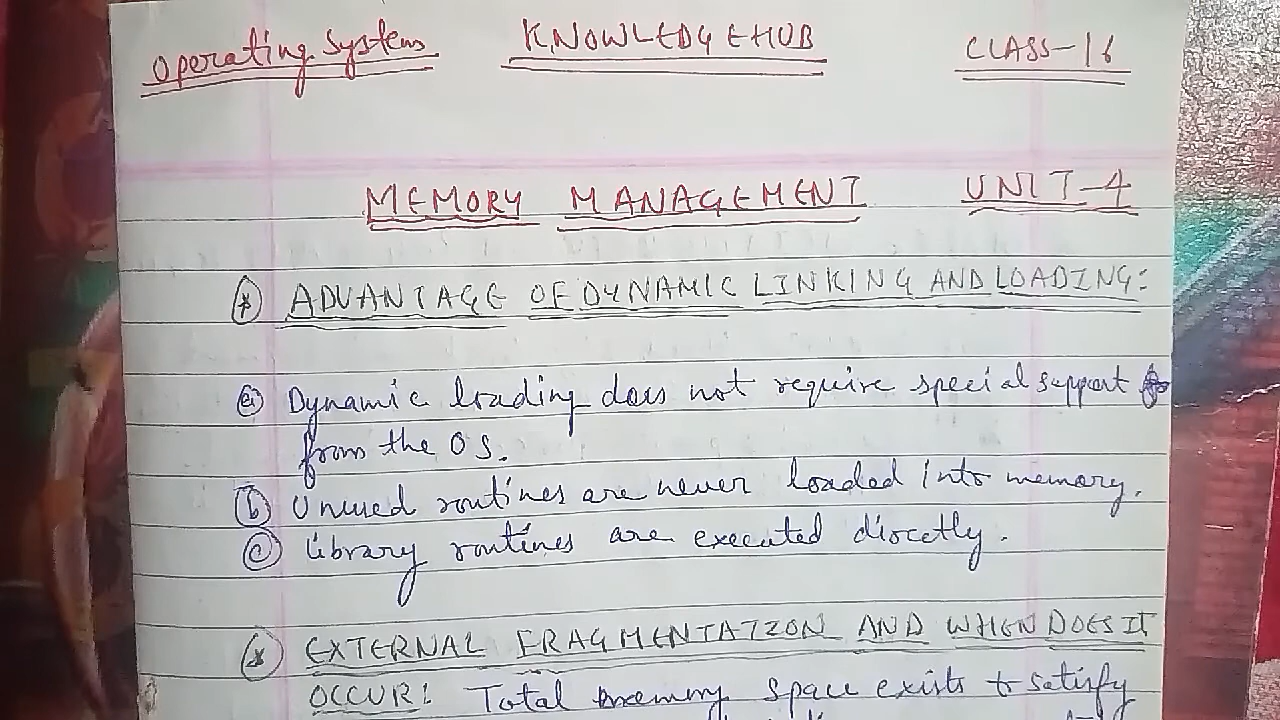 Operating Systems KNOWLEDGE HUB CLASS-16
MEMORY MANAGEMENT UNIT-4
* ADVANTAGE OF DYNAMIC LINKING AND LOADING:
a Dynamic loading does not require special support
from the OS.
b Unused routines are never loaded into memory.
c Library routines are executed directly.
* EXTERNAL FRAGMENTATION AND WHEN DOES IT
OCCUR: Total memory space exists to satisfy